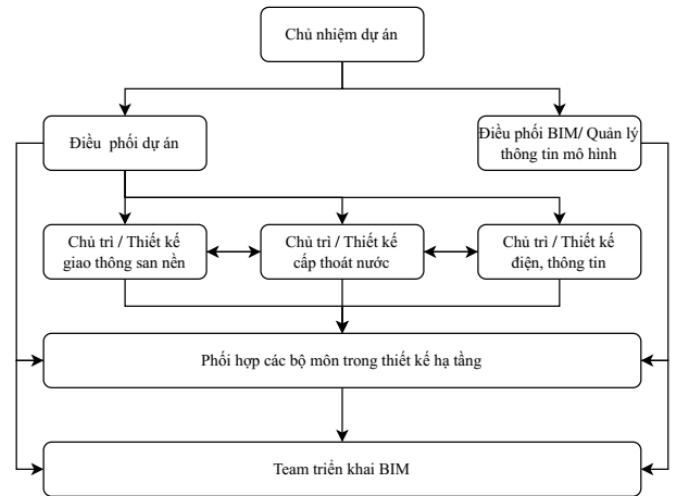 Chủ nhiệm dự án
Điều phối dự án
Điều phối BIM/ Quản lý
thông tin mô hình
Chủ trì / Thiết kế
giao thông san nền
Chủ trì / Thiết kế
cấp thoát nước
Chủ trì / Thiết kế
điện, thông tin
Phối hợp các bộ môn trong thiết kế hạ tầng
Team triển khai BIM